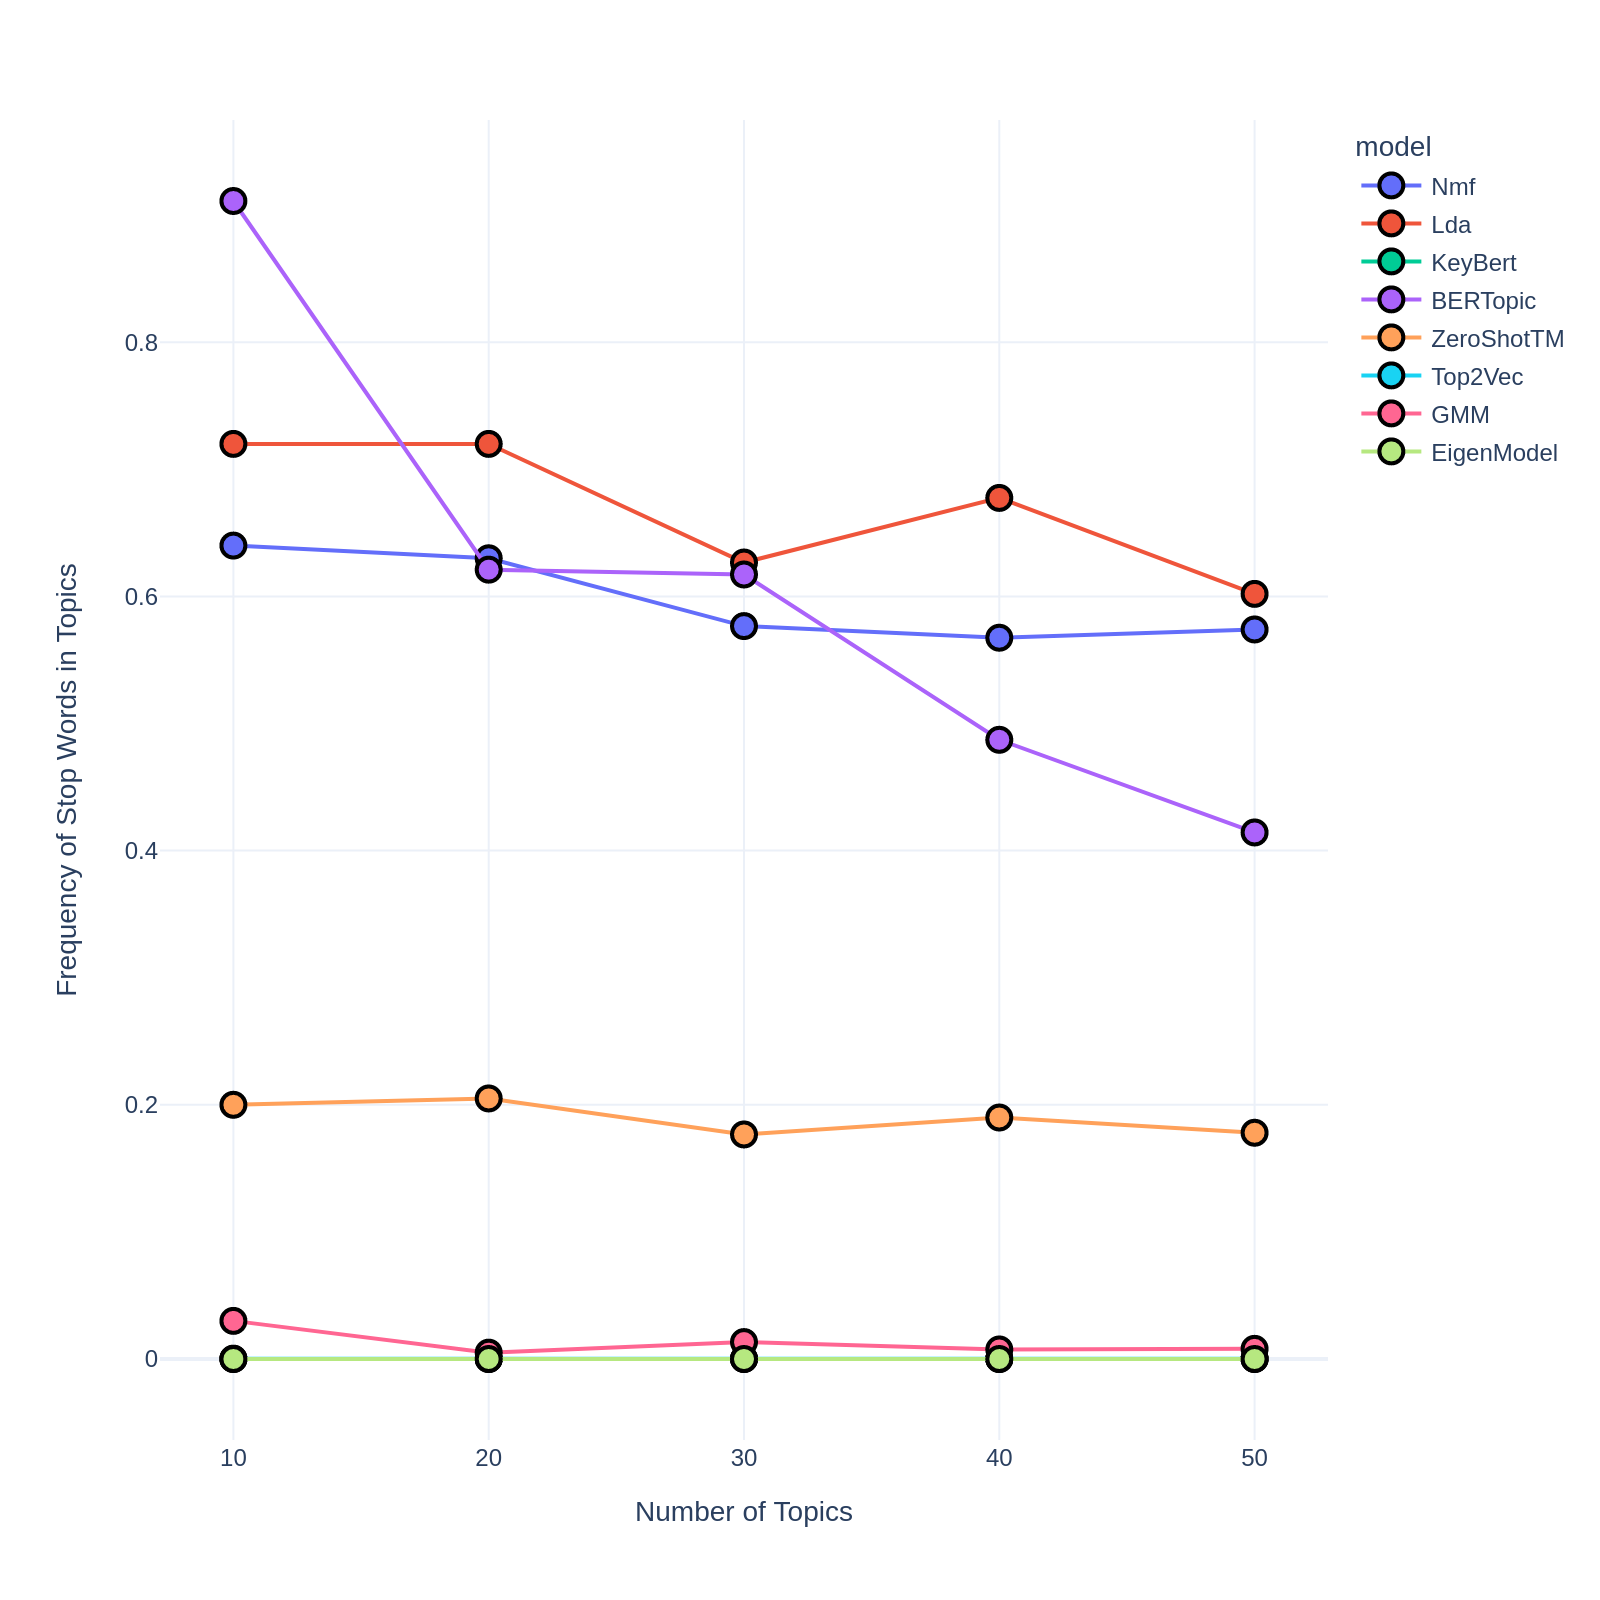 model
Nmf
Lda
KeyBert
BERTopic
ZeroShotTM
Top2Vec
GMM
EigenModel
Frequency of Stop Words in Topics
0.8
0.6
0.4
0.2
0
10 20 30 40 50
Number of Topics